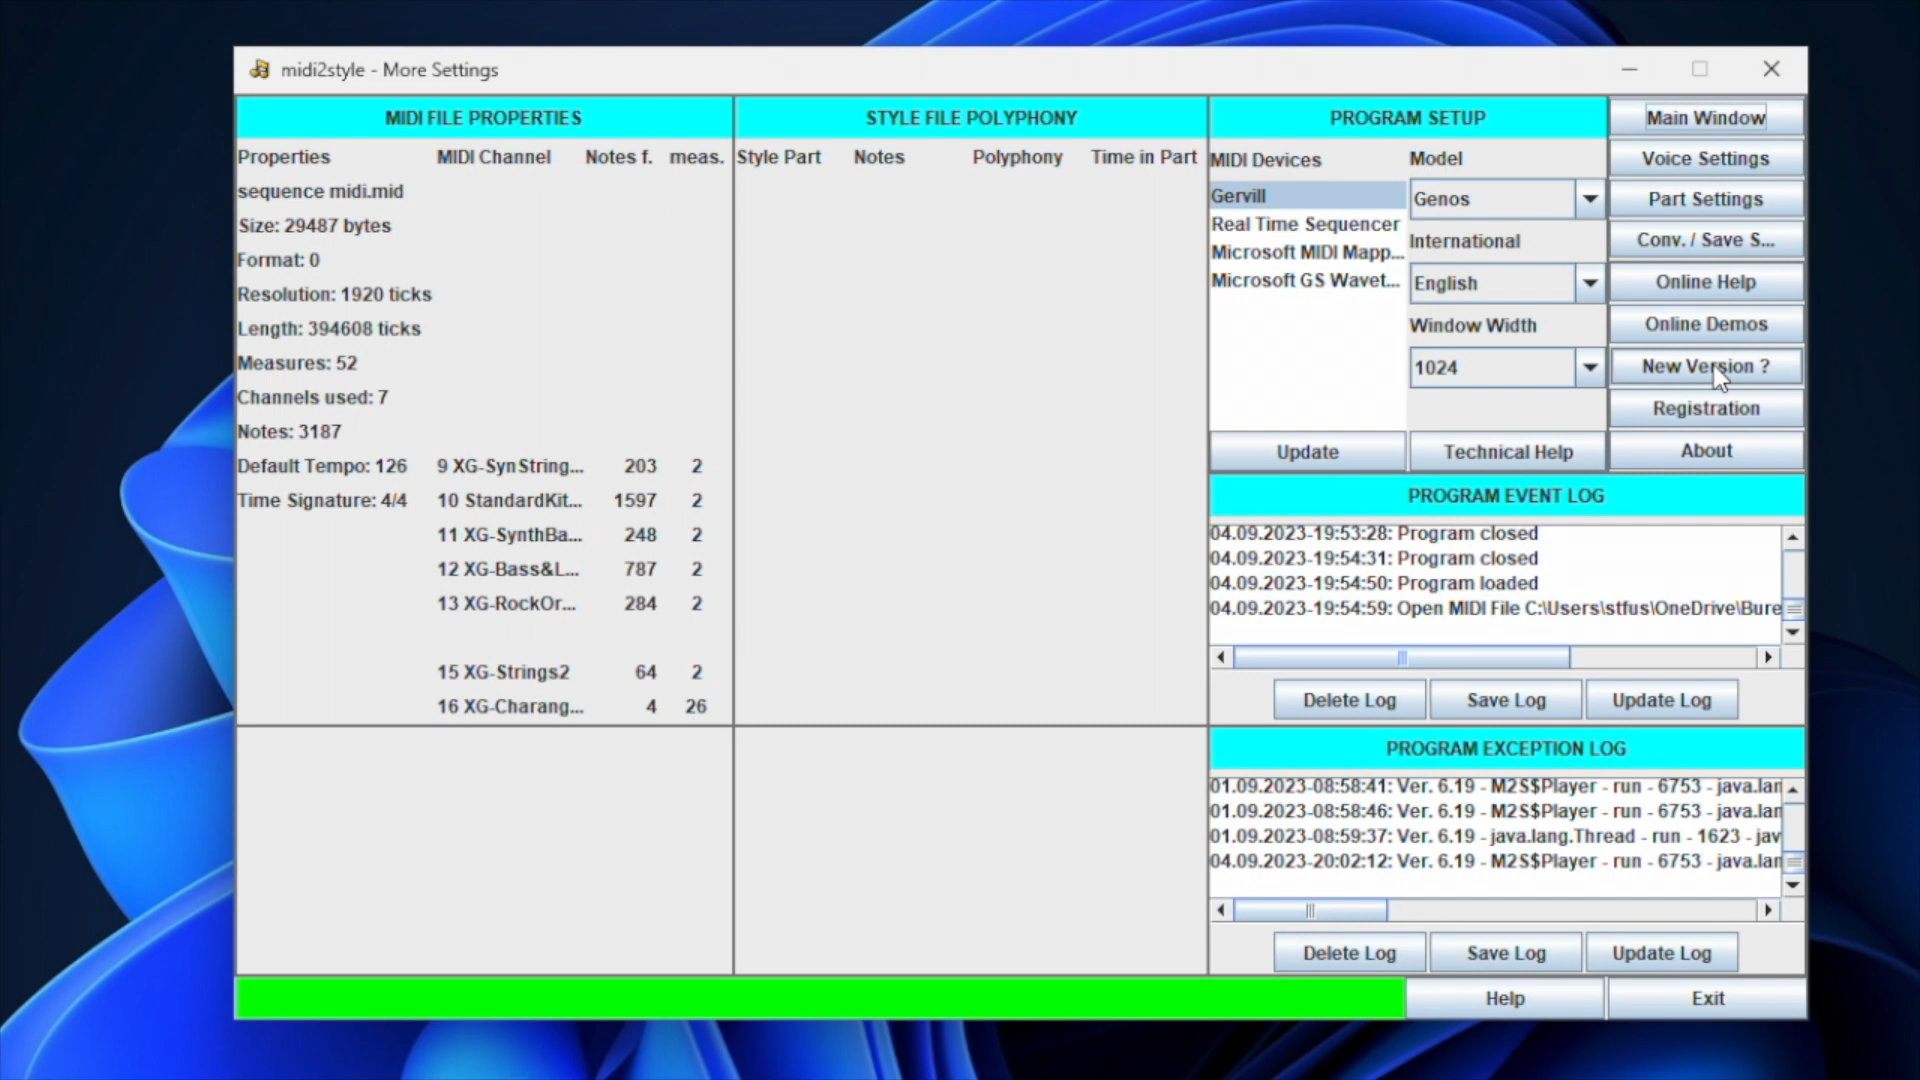 midi2style - More Settings
MIDI FILE PROPERTIES
Properties MIDI Channel Notes f. meas.
sequence midi.mid
Size: 29487 bytes
Format: 0
Resolution: 1920 ticks
Length: 394608 ticks
Measures: 52
Channels used: 7
Notes: 3187
Default Tempo: 126 9 XG-SynString... 203 2
Time Signature: 4/4 10 StandardKit... 1597 2
11 XG-SynthBa... 248 2
12 XG-Bass&L... 787 2
13 XG-RockOr... 284 2
15 XG-Strings2 64 2
16 XG-Charang... 4 26
STYLE FILE POLYPHONY
Style Part Notes Polyphony Time in Part
PROGRAM SETUP
MIDI Devices
Gervill
Real Time Sequencer
Microsoft MIDI Mapp...
Microsoft GS Wavet...
Update
Model
Genos
International
English
Window Width
1024
Technical Help
Main Window
Voice Settings
Part Settings
Conv. / Save S...
Online Help
Online Demos
New Version ?
Registration
About
PROGRAM EVENT LOG
04.09.2023-19:53:28: Program closed
04.09.2023-19:54:31: Program closed
04.09.2023-19:54:50: Program loaded
04.09.2023-19:54:59: Open MIDI File C:\Users\stfus\OneDrive\Bure
Delete Log Save Log Update Log
PROGRAM EXCEPTION LOG
01.09.2023-08:58:41: Ver. 6.19 - M2S$Player - run - 6753 - java.lan
01.09.2023-08:58:46: Ver. 6.19 - M2S$Player - run - 6753 - java.lan
01.09.2023-08:59:37: Ver. 6.19 - java.lang.Thread - run - 1623 - jav
04.09.2023-20:02:12: Ver. 6.19 - M2S$Player - run - 6753 - java.lan
Delete Log Save Log Update Log
Help Exit